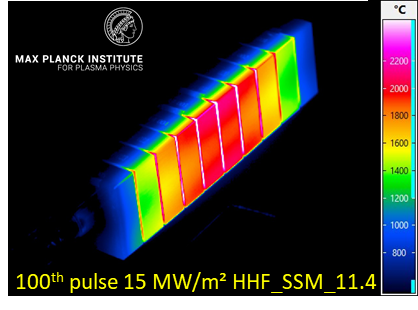 MAX PLANCK INSTITUTE
FOR PLASMA PHYSICS
°C
2200
2000
1800
1600
1400
1200
1000
800
100th pulse 15 MW/m² HHF_SSM_11.4